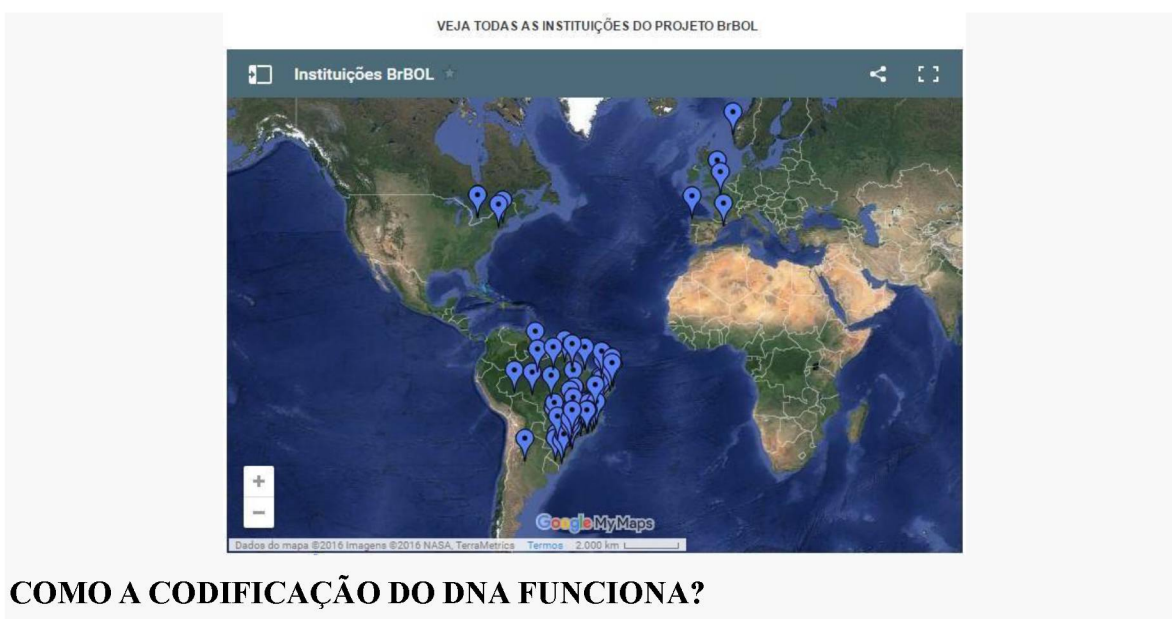 VEJA TODAS AS INSTITUIÇÕES DO PROJETO BrBOL
Instituições BrBOL
Google My Maps
Dados do mapa ©2016 Imagens ©2016 NASA, TerraMetrics Termos 2.000 km
COMO A CODIFICAÇÃO DO DNA FUNCIONA?